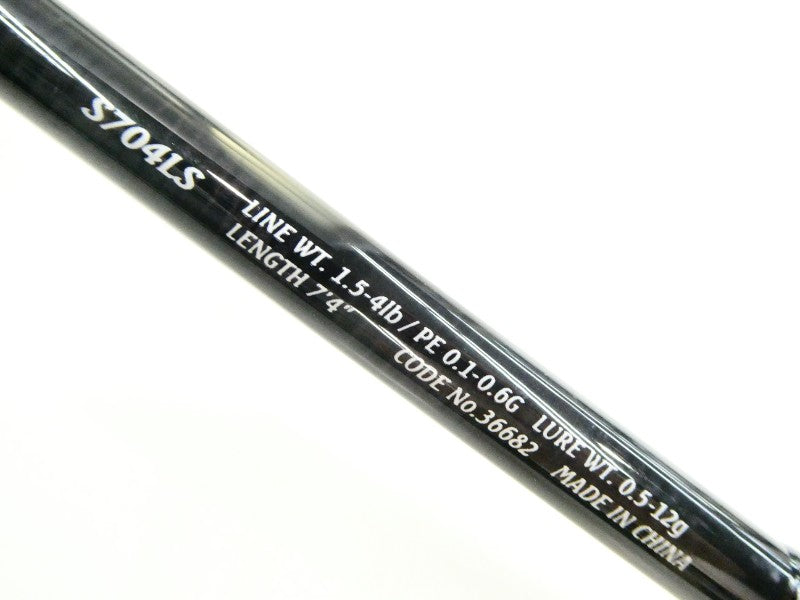 S704LS
LINE WT. 1.5-4lb / PE 0.1-0.6G LURE WT. 0.5-12g
LENGTH 7'4" CODE No.36682 MADE IN CHINA